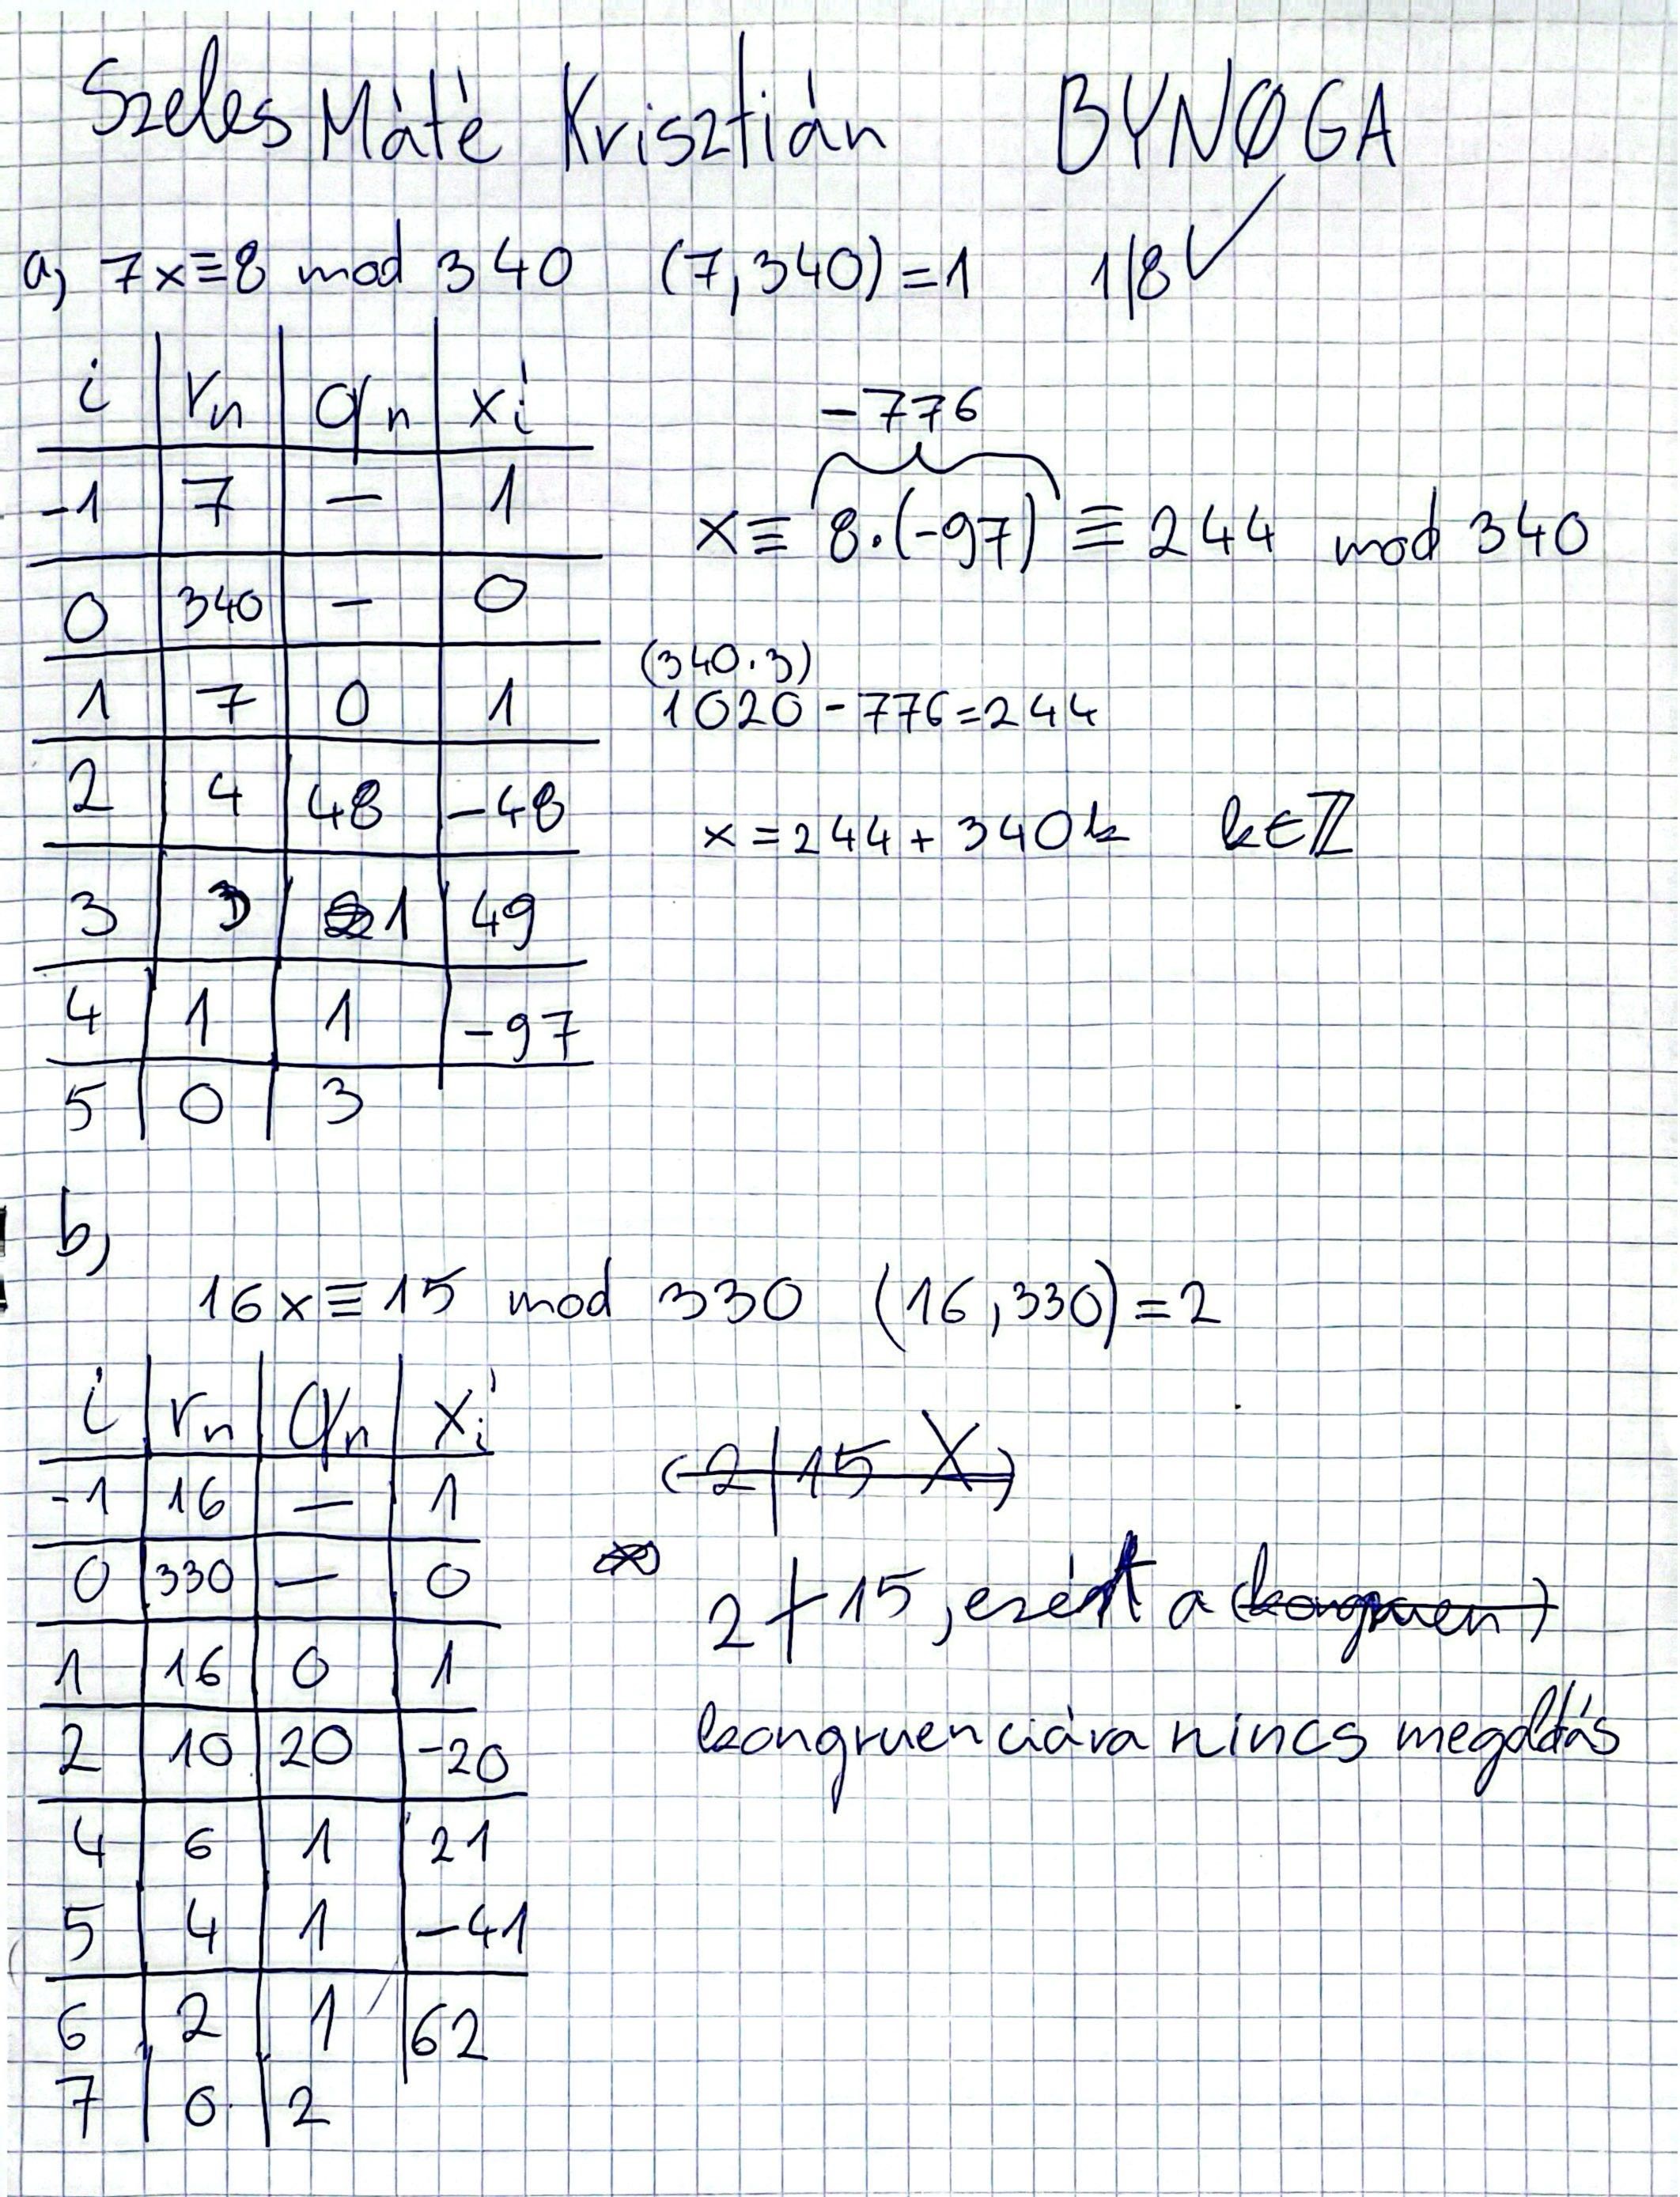 Szeles Máté Krisztián BYNØGA
a, 7x≡8 mod 340 (7,340)=1 1|8 ✓
i rn qn xi
-1 7 — 1
0 340 — 0
1 7 0 1
2 4 48 -48
3 3 1 49
4 1 1 -97
5 0 3
-776
x≡ 8·(-97) ≡ 244 mod 340
(340·3)
1020 - 776=244
x=244+340k k∈ℤ
b,
16x≡15 mod 330 (16,330)=2
i rn qn xi
-1 16 — 1
0 330 — 0
1 16 0 1
2 10 20 -20
4 6 1 21
5 4 1 -41
6 2 1 62
7 0 2
(2|15 X)
2∤15, ezért a (kongruen)
kongruenciára nincs megoldás